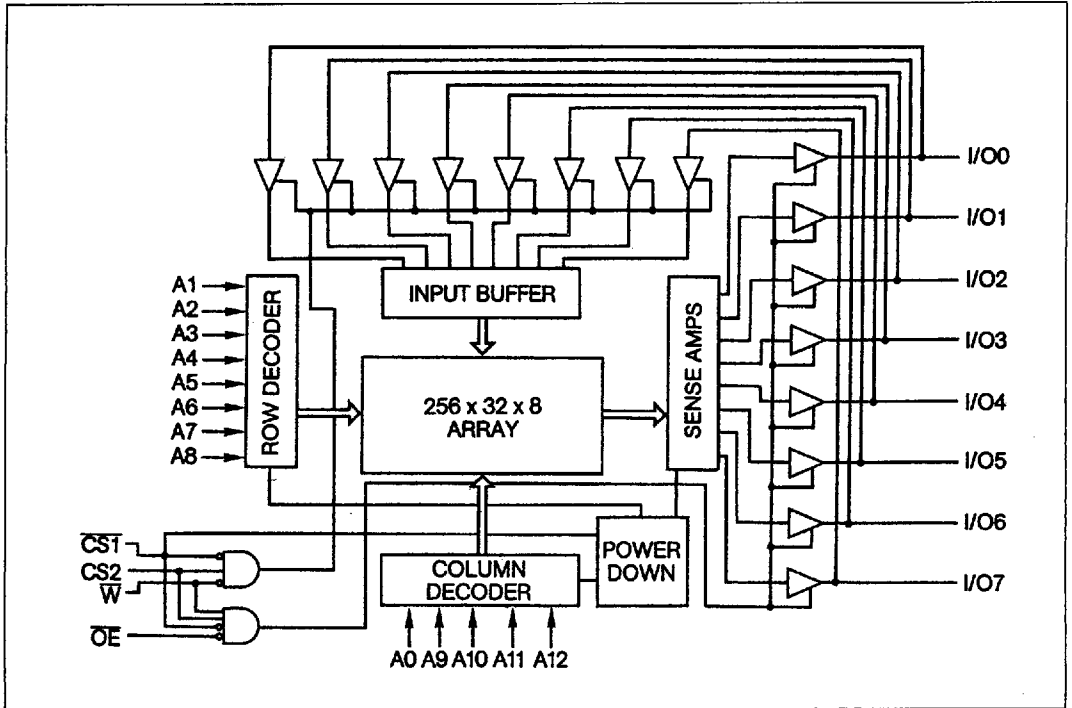 I/O0
I/O1
I/O2
I/O3
I/O4
I/O5
I/O6
I/O7
INPUT BUFFER
A1
A2
A3
A4
A5
A6
A7
A8
ROW DECODER
256 x 32 x 8
ARRAY
SENSE AMPS
CS1
CS2
W
OE
COLUMN
DECODER
POWER
DOWN
A0 A9 A10 A11 A12